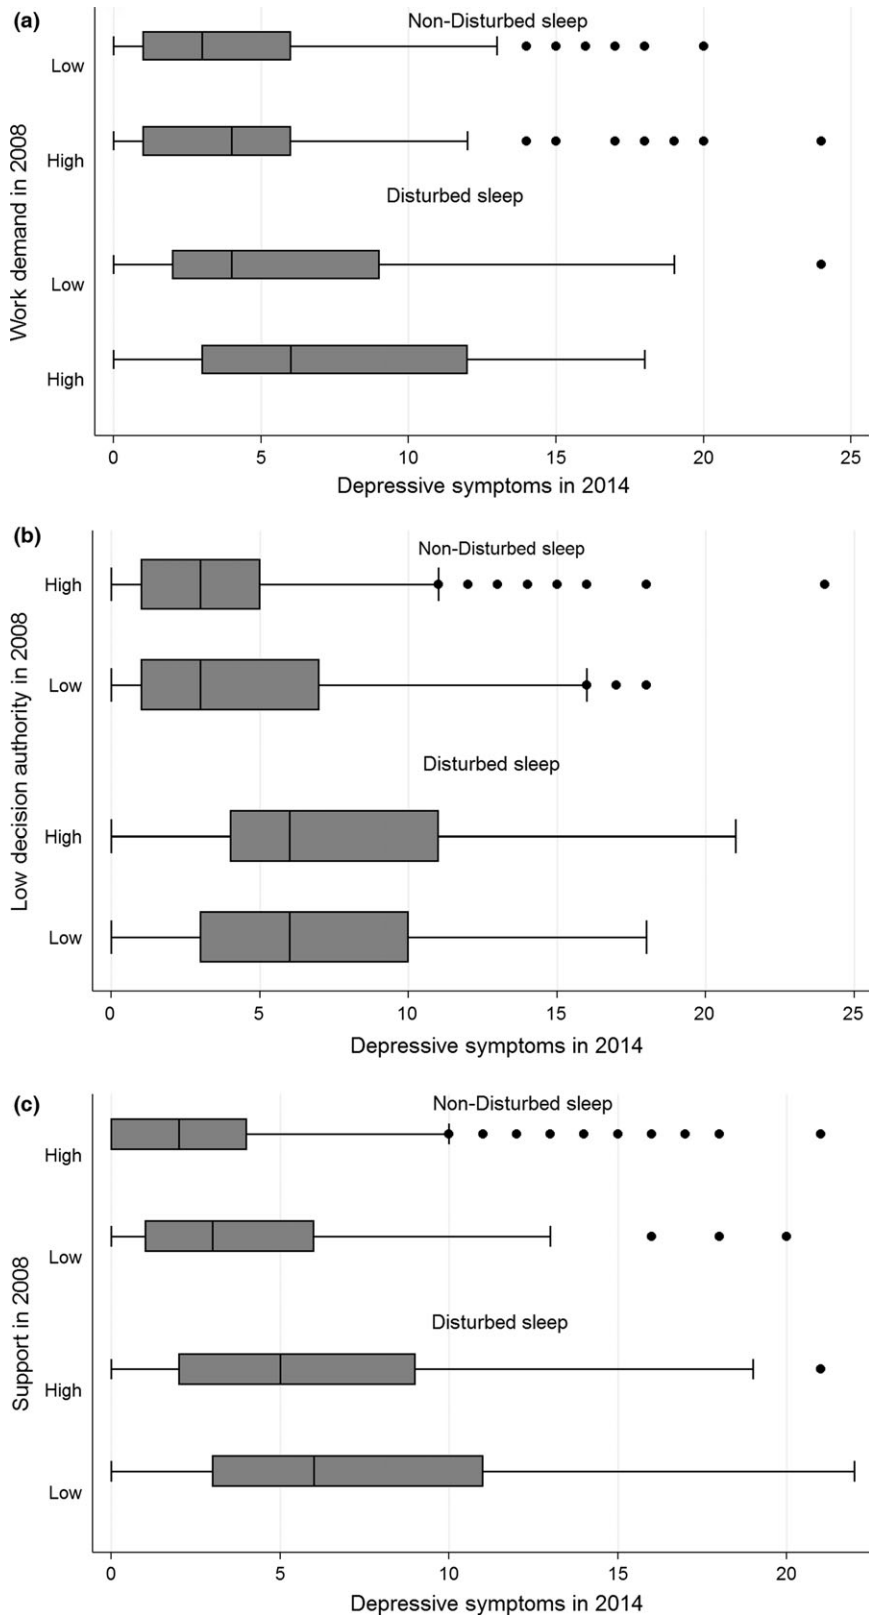 (a)
Non-Disturbed sleep
Low
High
Disturbed sleep
Low
High
Work demand in 2008
0 5 10 15 20 25
Depressive symptoms in 2014
(b)
Non-Disturbed sleep
High
Low
Disturbed sleep
High
Low
Low decision authority in 2008
0 5 10 15 20 25
Depressive symptoms in 2014
(c)
Non-Disturbed sleep
High
Low
Disturbed sleep
High
Low
Support in 2008
0 5 10 15 20
Depressive symptoms in 2014